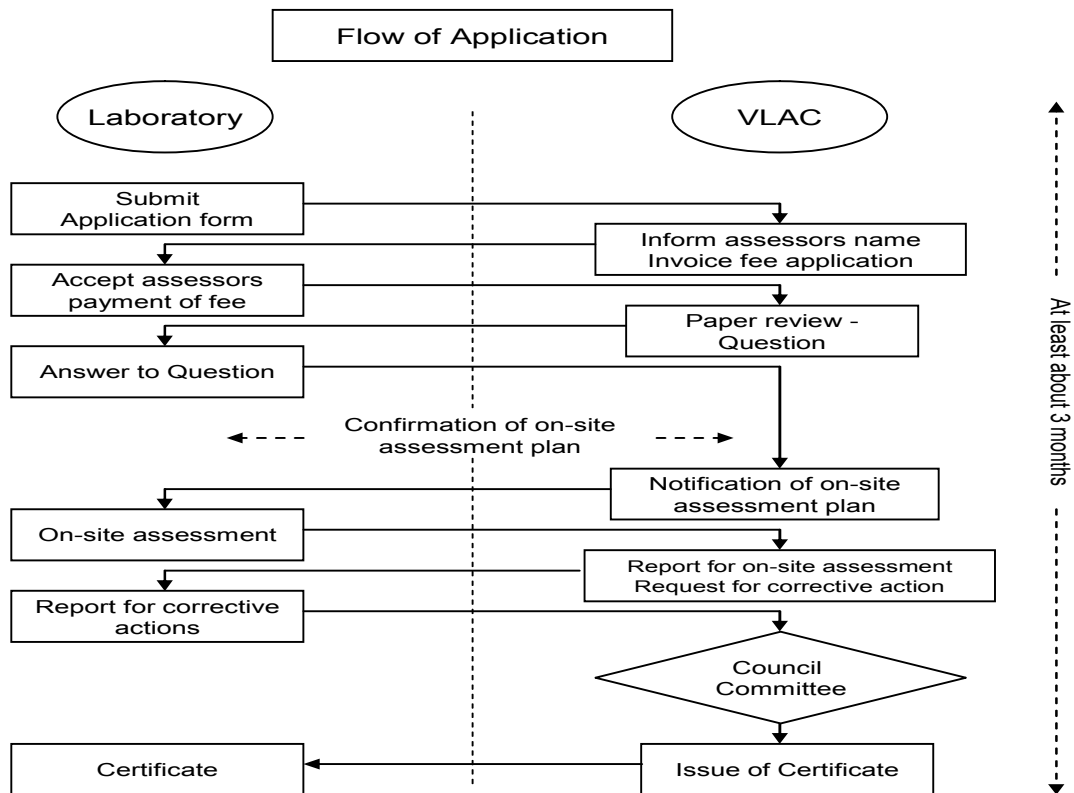 Flow of Application
Laboratory
VLAC
Submit
Application form
Inform assessors name
Invoice fee application
Accept assessors
payment of fee
Paper review -
Question
Answer to Question
Confirmation of on-site
assessment plan
Notification of on-site
assessment plan
On-site assessment
Report for on-site assessment
Request for corrective action
Report for corrective
actions
Council
Committee
Issue of Certificate
Certificate
At least about 3 months